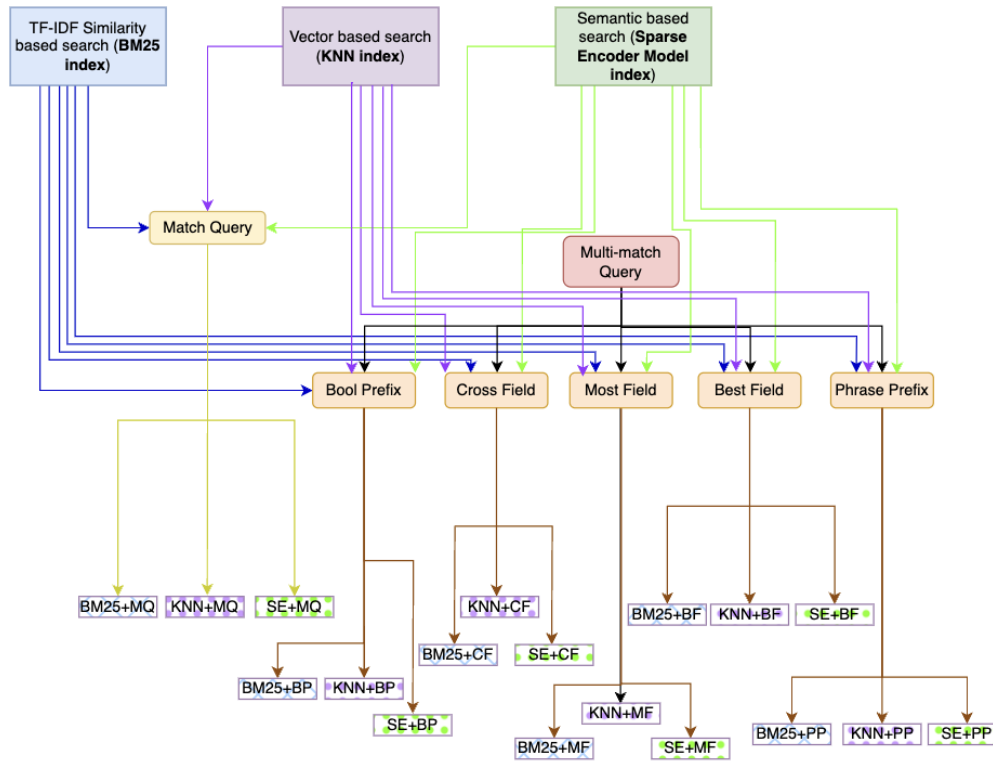 TF-IDF Similarity
based search (BM25
index)
Vector based search
(KNN index)
Semantic based
search (Sparse
Encoder Model
index)
Match Query
Multi-match
Query
Bool Prefix
Cross Field
Most Field
Best Field
Phrase Prefix
BM25+MQ
KNN+MQ
SE+MQ
KNN+CF
BM25+BF
KNN+BF
SE+BF
BM25+CF
SE+CF
BM25+BP
KNN+BP
SE+BP
KNN+MF
BM25+MF
SE+MF
BM25+PP
KNN+PP
SE+PP